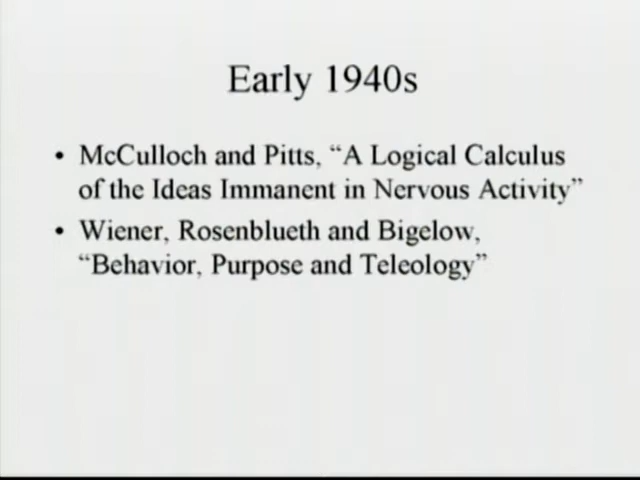 Early 1940s
• McCulloch and Pitts, “A Logical Calculus
of the Ideas Immanent in Nervous Activity”
• Wiener, Rosenblueth and Bigelow,
“Behavior, Purpose and Teleology”